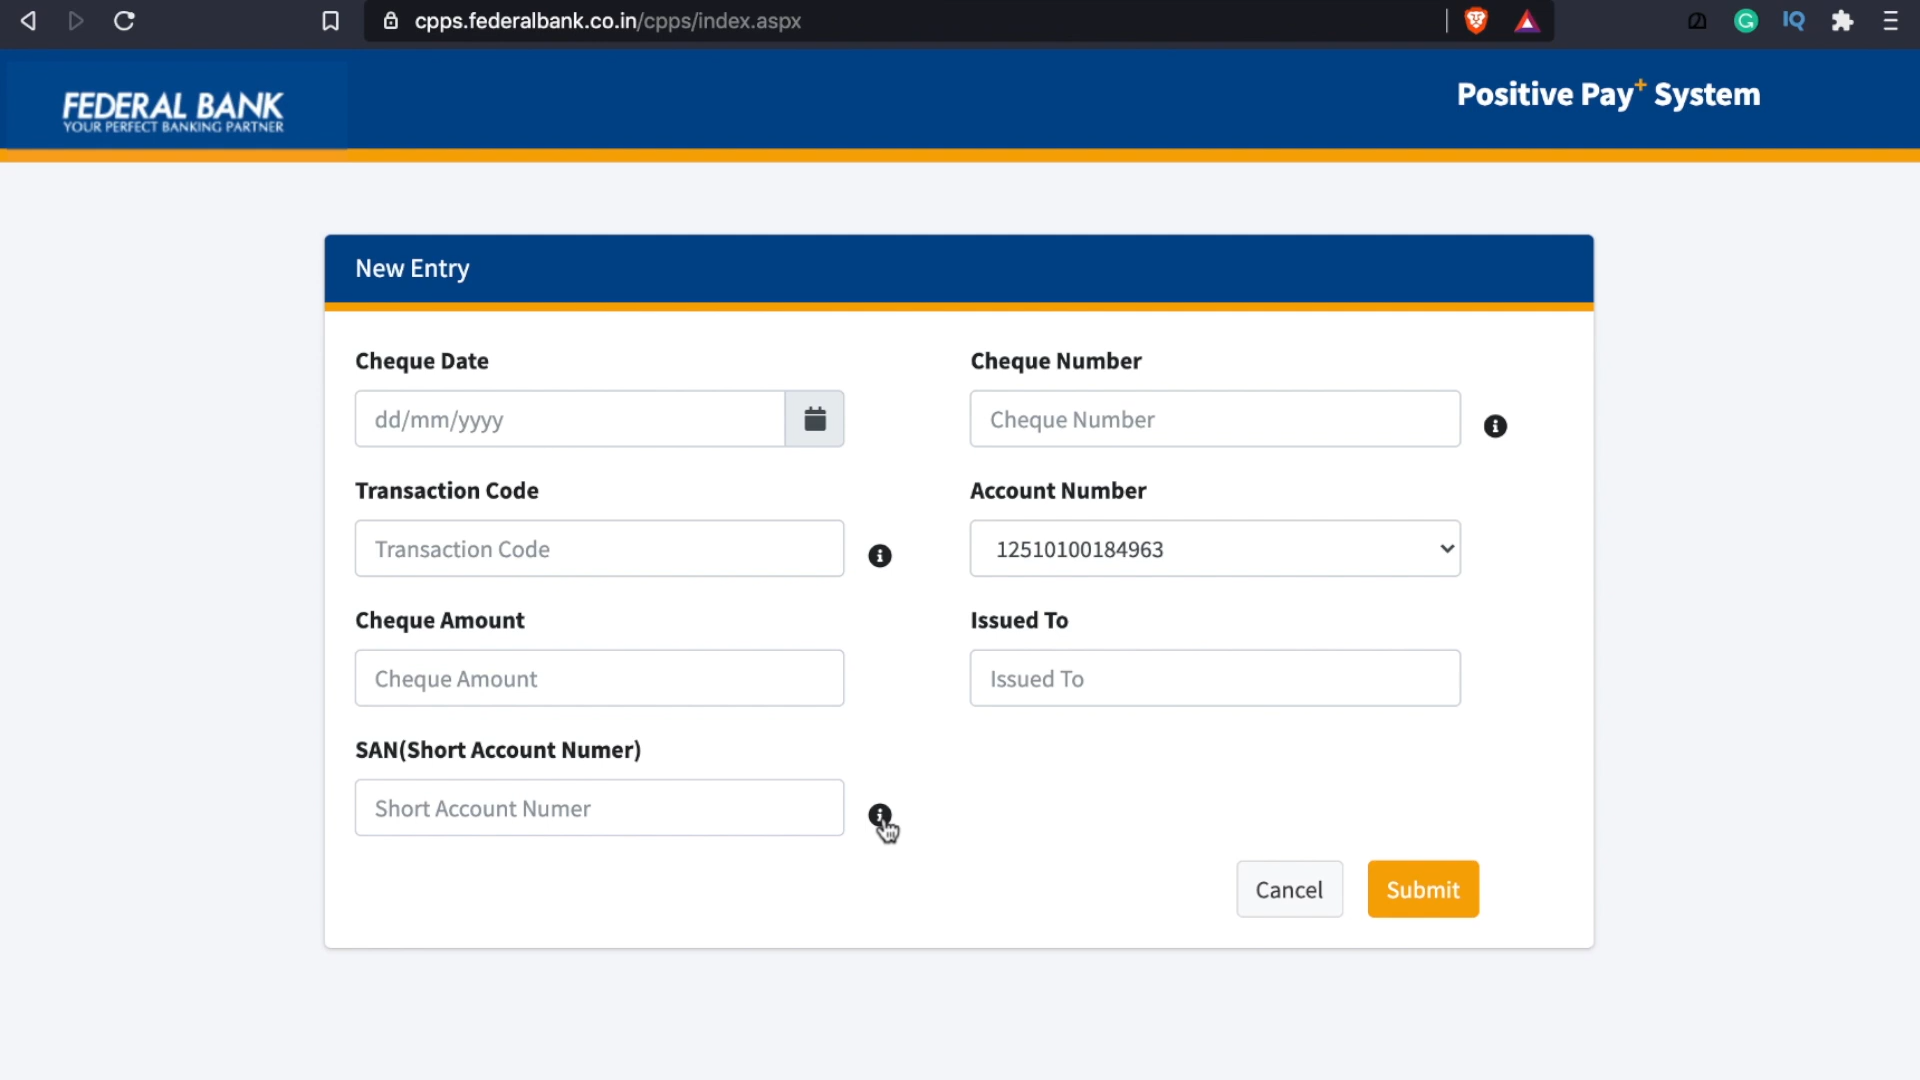 cpps.federalbank.co.in/cpps/index.aspx
IQ
FEDERAL BANK
YOUR PERFECT BANKING PARTNER
Positive Pay+ System
New Entry
Cheque Date
Cheque Number
dd/mm/yyyy
Cheque Number
Transaction Code
Account Number
Transaction Code
12510100184963
Cheque Amount
Issued To
Cheque Amount
Issued To
SAN(Short Account Numer)
Short Account Numer
Cancel
Submit